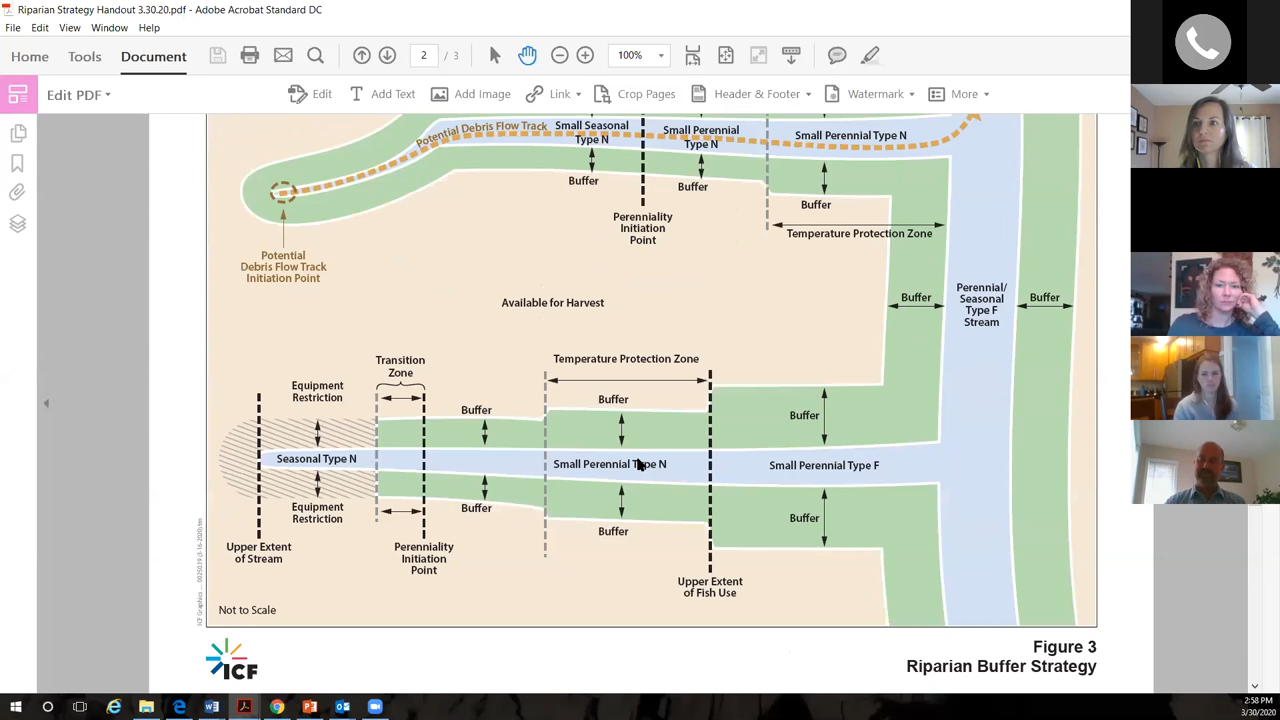 Riparian Strategy Handout 3.30.20.pdf - Adobe Acrobat Standard DC
File Edit View Window Help
Home Tools Document 2 / 3 100%
Edit PDF Edit Add Text Add Image Link Crop Pages Header & Footer Watermark More
Potential Debris Flow Track
Small Seasonal
Type N
Small Perennial
Type N
Small Perennial Type N
Buffer
Buffer
Buffer
Perenniality
Initiation
Point
Temperature Protection Zone
Potential
Debris Flow Track
Initiation Point
Available for Harvest
Buffer
Perennial/
Seasonal
Type F
Stream
Buffer
Transition
Zone
Temperature Protection Zone
Equipment
Restriction
Buffer
Buffer
Buffer
Seasonal Type N
Small Perennial Type N
Small Perennial Type F
Equipment
Restriction
Buffer
Buffer
Buffer
Upper Extent
of Stream
Perenniality
Initiation
Point
Upper Extent
of Fish Use
Not to Scale
ICF
Figure 3
Riparian Buffer Strategy
2:58 PM
3/30/2020